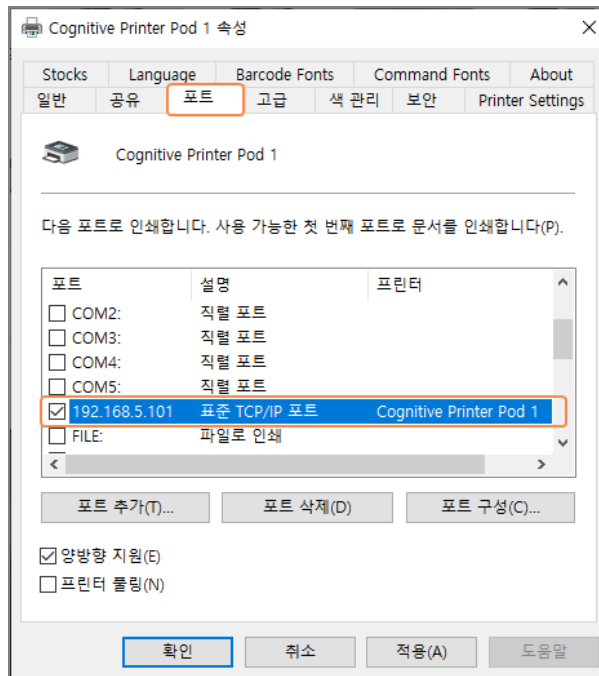 Cognitive Printer Pod 1 속성
Stocks Language Barcode Fonts Command Fonts About
일반 공유 포트 고급 색 관리 보안 Printer Settings
Cognitive Printer Pod 1
다음 포트로 인쇄합니다. 사용 가능한 첫 번째 포트로 문서를 인쇄합니다(P).
포트 설명 프린터
COM2: 직렬 포트
COM3: 직렬 포트
COM4: 직렬 포트
COM5: 직렬 포트
192.168.5.101 표준 TCP/IP 포트 Cognitive Printer Pod 1
FILE: 파일로 인쇄
포트 추가(T)... 포트 삭제(D) 포트 구성(C)...
양방향 지원(E)
프린터 풀링(N)
확인 취소 적용(A) 도움말